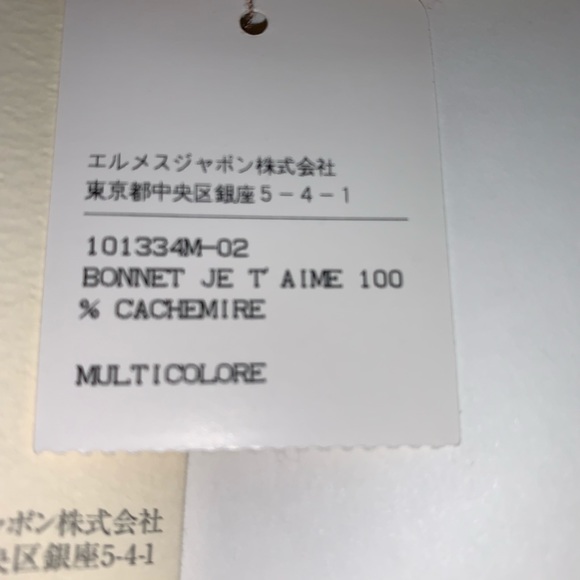 エルメスジャポン株式会社
東京都中央区銀座5-4-1
101334M-02
BONNET JE T'AIME 100
% CACHEMIRE
MULTICOLORE
ポン株式会社
央区銀座5-4-1